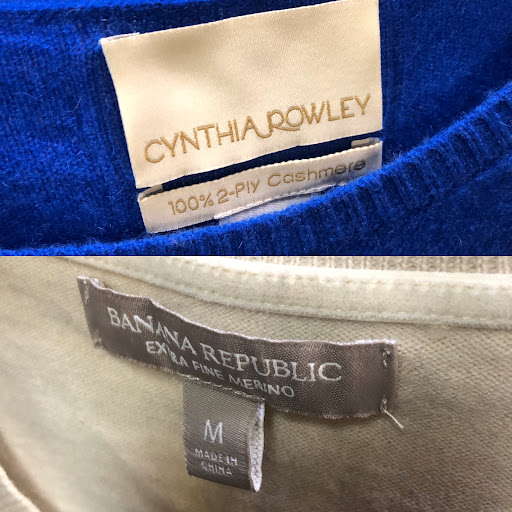 CYNTHIA ROWLEY
100% 2-Ply Cashmere
BANANA REPUBLIC
EXTRA FINE MERINO
M
MADE IN
CHINA